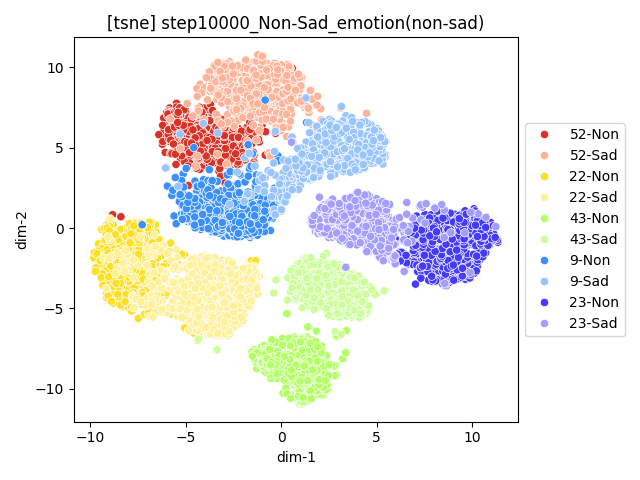 [tsne] step10000_Non-Sad_emotion(non-sad)
10
5
0
−5
−10
dim-2
−10
−5
0
5
10
dim-1
52-Non
52-Sad
22-Non
22-Sad
43-Non
43-Sad
9-Non
9-Sad
23-Non
23-Sad